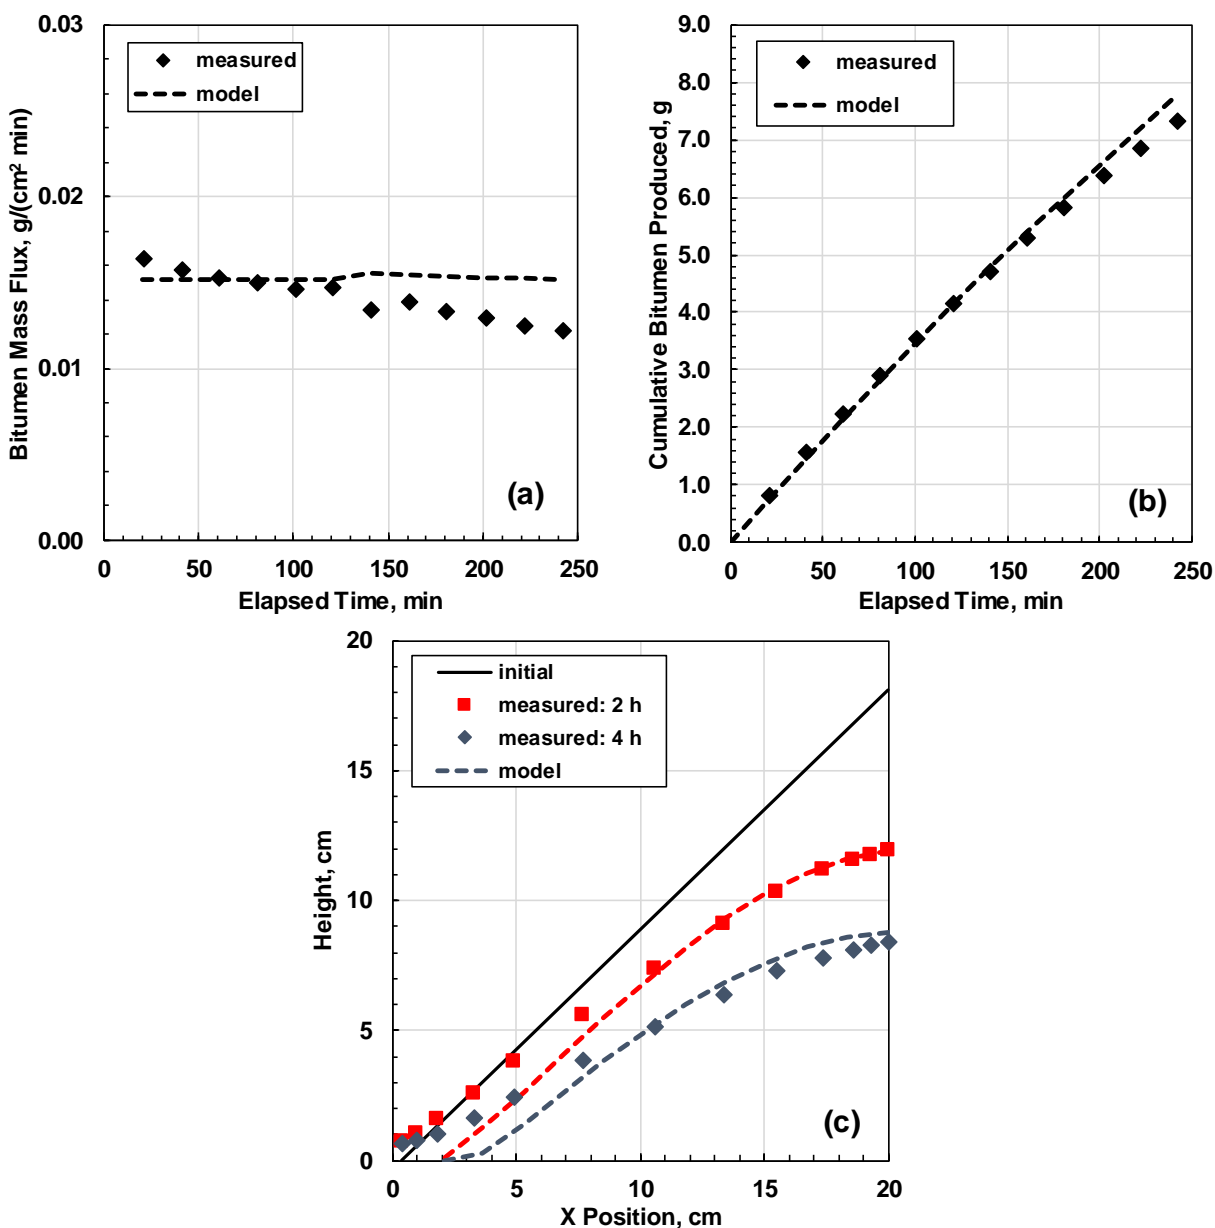 Bitumen Mass Flux, g/(cm² min)
0.03
0.02
0.01
0.00
measured
model
(a)
0 50 100 150 200 250
Elapsed Time, min
Cumulative Bitumen Produced, g
9.0
8.0
7.0
6.0
5.0
4.0
3.0
2.0
1.0
0.0
measured
model
(b)
0 50 100 150 200 250
Elapsed Time, min
Height, cm
20
15
10
5
0
initial
measured: 2 h
measured: 4 h
model
(c)
0 5 10 15 20
X Position, cm